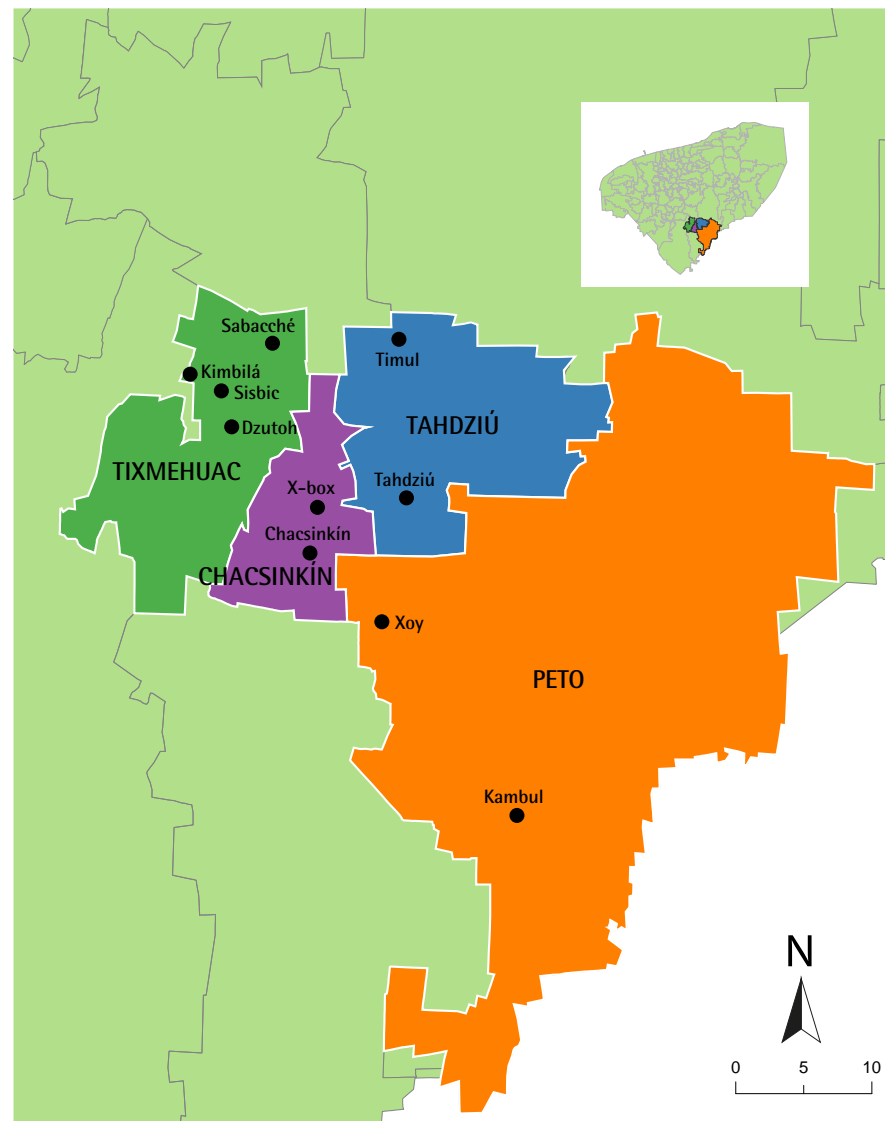 Sabacché
Timul
Kimbilá
Sisbic
Dzutoh
TAHDZIÚ
TIXMEHUAC
Tahdziú
X-box
Chacsinkín
CHACSINKÍN
Xoy
PETO
Kambul
N
0 5 10